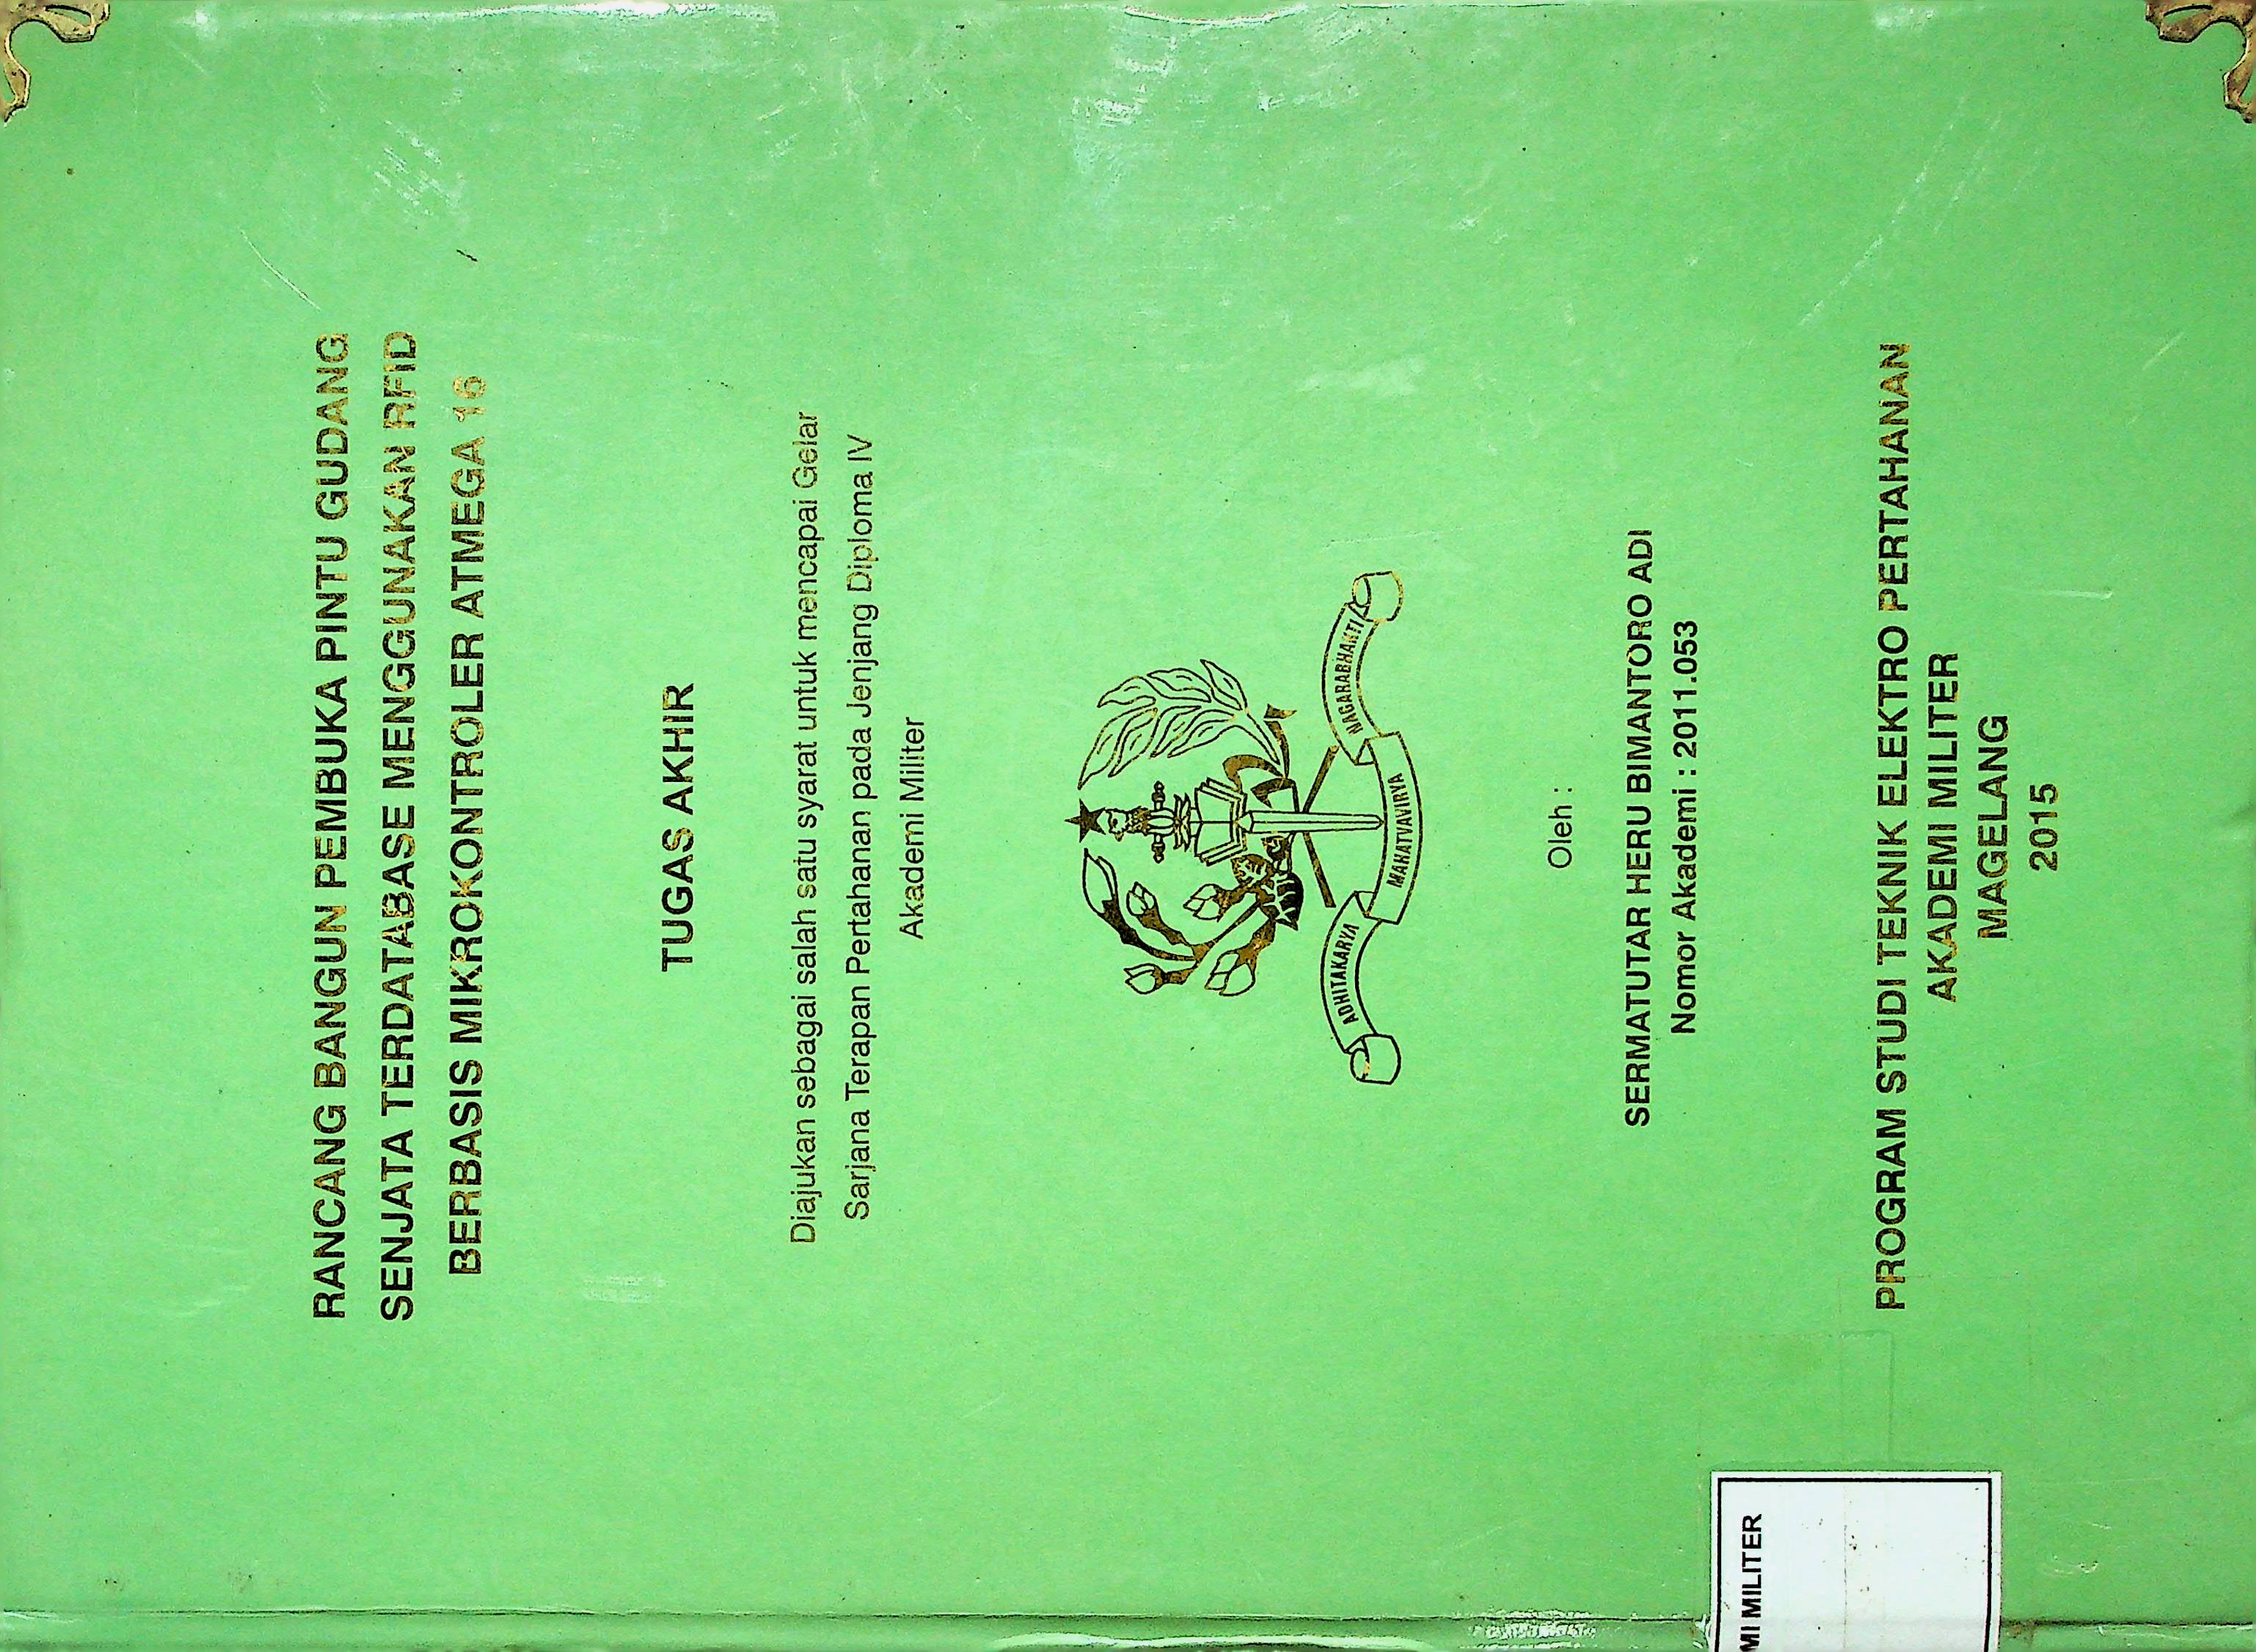 RANCANG BANGUN PEMBUKA PINTU GUDANG
SENJATA TERDATABASE MENGGUNAKAN RFID
BERBASIS MIKROKONTROLER ATMEGA 16
TUGAS AKHIR
Diajukan sebagai salah satu syarat untuk mencapai Gelar
Sarjana Terapan Pertahanan pada Jenjang Diploma IV
Akademi Militer
ADHITAKARYA MAHATVAVIRYA NAGARABHAKTI
Oleh :
SERMATUTAR HERU BIMANTORO ADI
Nomor Akademi : 2011.053
PROGRAM STUDI TEKNIK ELEKTRO PERTAHANAN
AKADEMI MILITER
MAGELANG
2015
MI MILITER